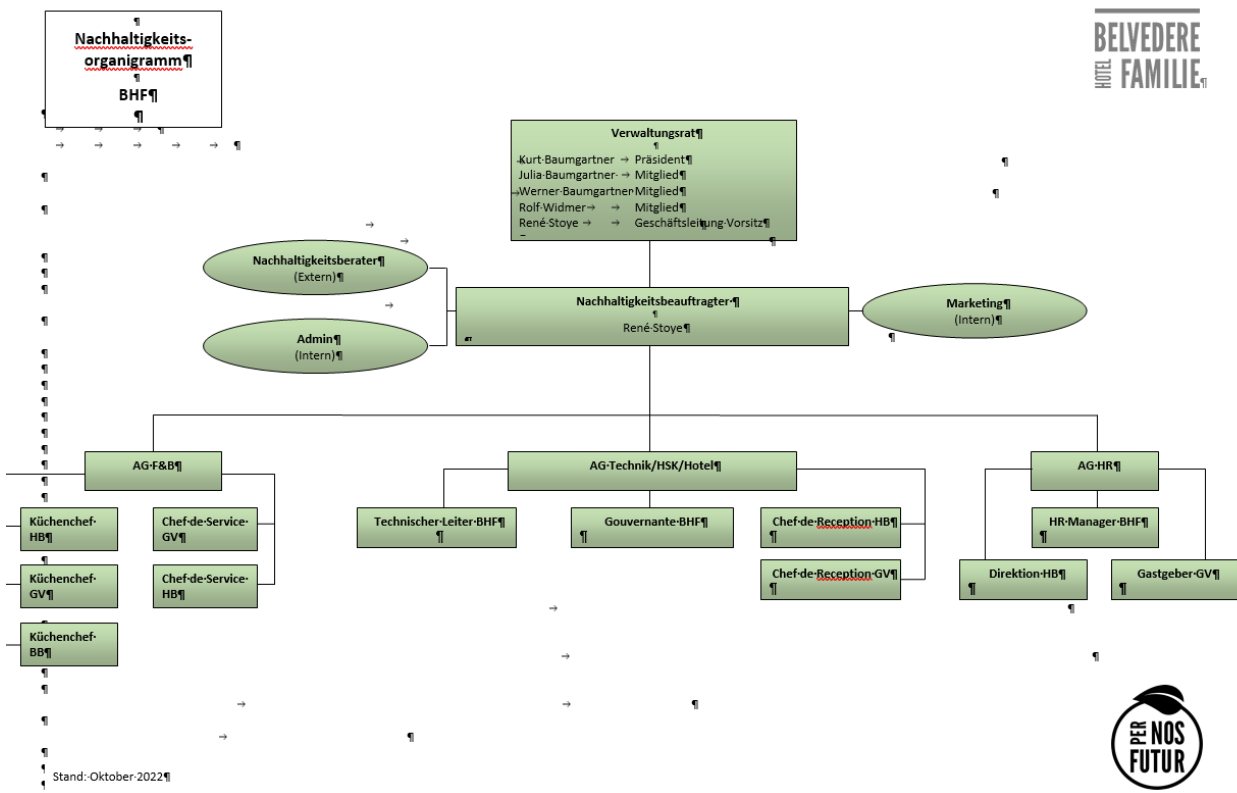 Nachhaltigkeits-
organigramm
BHF
BELVEDERE
HOTEL FAMILIE
Verwaltungsrat
Kurt Baumgartner → Präsident
Julia Baumgartner → Mitglied
Werner Baumgartner Mitglied
Rolf Widmer → → Mitglied
René Stoye → → Geschäftsleitung Vorsitz
Nachhaltigkeitsberater
(Extern)
Admin
(Intern)
Nachhaltigkeitsbeauftragter
René Stoye
Marketing
(Intern)
AG F&B
Küchenchef
HB
Küchenchef
GV
Küchenchef
BB
Chef de Service
GV
Chef de Service
HB
AG Technik/HSK/Hotel
Technischer Leiter BHF
Gouvernante BHF
Chef de Reception HB
Chef de Reception GV
AG HR
HR Manager BHF
Direktion HB
Gastgeber GV
Stand: Oktober 2022
PER NOS
FUTUR